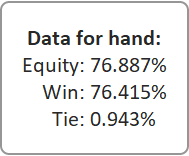 Data for hand:
Equity: 76.887%
Win: 76.415%
Tie: 0.943%